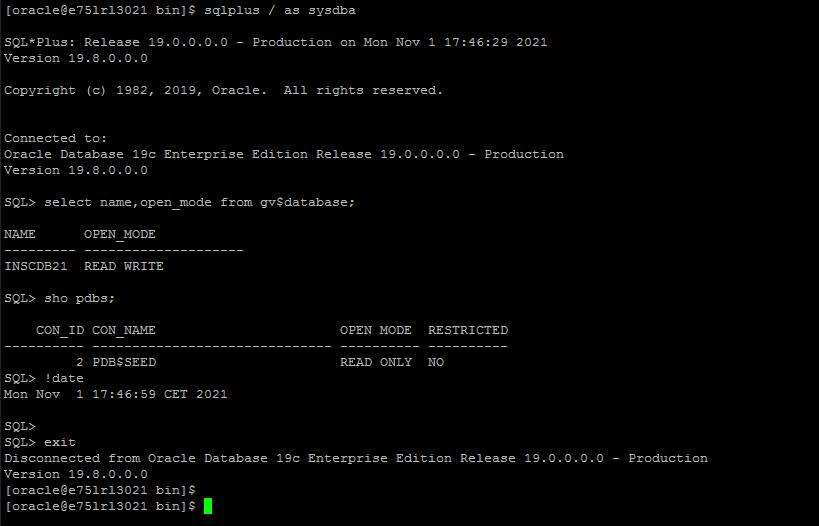 [oracle@e75lrl3021 bin]$ sqlplus / as sysdba
SQL*Plus: Release 19.0.0.0.0 - Production on Mon Nov 1 17:46:29 2021
Version 19.8.0.0.0
Copyright (c) 1982, 2019, Oracle.  All rights reserved.
Connected to:
Oracle Database 19c Enterprise Edition Release 19.0.0.0.0 - Production
Version 19.8.0.0.0
SQL> select name,open_mode from gv$database;
NAME      OPEN_MODE
--------- --------------------
INSCDB21  READ WRITE
SQL> sho pdbs;
    CON_ID CON_NAME                       OPEN MODE  RESTRICTED
---------- ------------------------------ ---------- ----------
         2 PDB$SEED                       READ ONLY  NO
SQL> !date
Mon Nov  1 17:46:59 CET 2021
SQL>
SQL> exit
Disconnected from Oracle Database 19c Enterprise Edition Release 19.0.0.0.0 - Production
Version 19.8.0.0.0
[oracle@e75lrl3021 bin]$
[oracle@e75lrl3021 bin]$